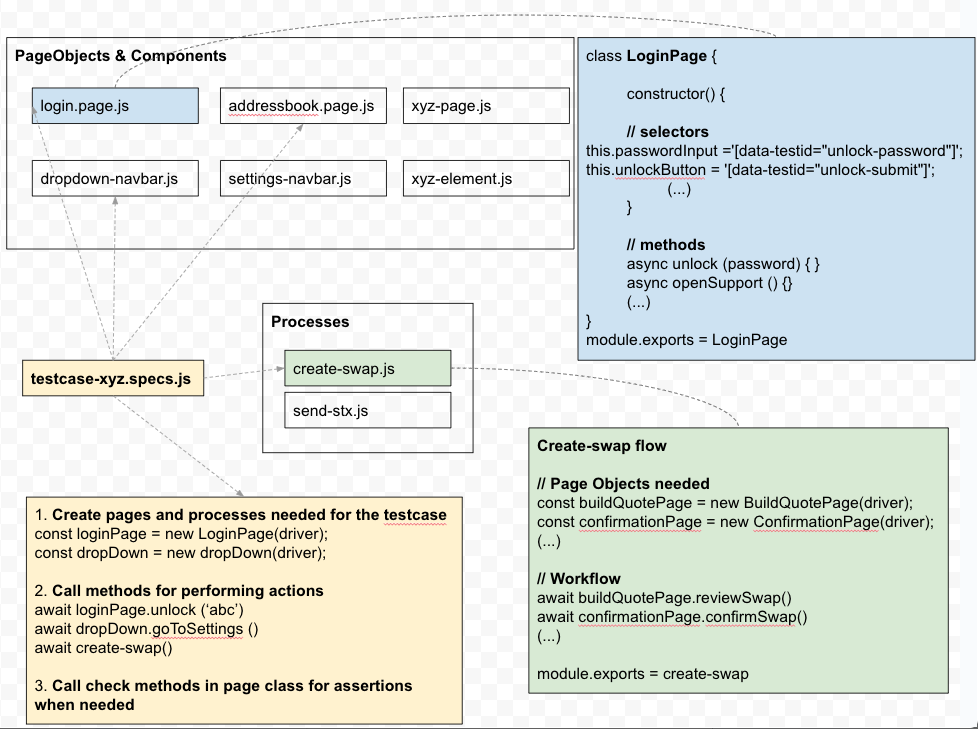 PageObjects & Components
login.page.js
addressbook.page.js
xyz-page.js
dropdown-navbar.js
settings-navbar.js
xyz-element.js
class LoginPage {
constructor() {
// selectors
this.passwordInput ='[data-testid="unlock-password"]';
this.unlockButton = '[data-testid="unlock-submit"]';
(...)
}
// methods
async unlock (password) { }
async openSupport () {}
(...)
}
module.exports = LoginPage
Processes
create-swap.js
send-stx.js
testcase-xyz.specs.js
1. Create pages and processes needed for the testcase
const loginPage = new LoginPage(driver);
const dropDown = new dropDown(driver);
2. Call methods for performing actions
await loginPage.unlock (‘abc’)
await dropDown.goToSettings ()
await create-swap()
3. Call check methods in page class for assertions
when needed
Create-swap flow
// Page Objects needed
const buildQuotePage = new BuildQuotePage(driver);
const confirmationPage = new ConfirmationPage(driver);
(...)
// Workflow
await buildQuotePage.reviewSwap()
await confirmationPage.confirmSwap()
(...)
module.exports = create-swap